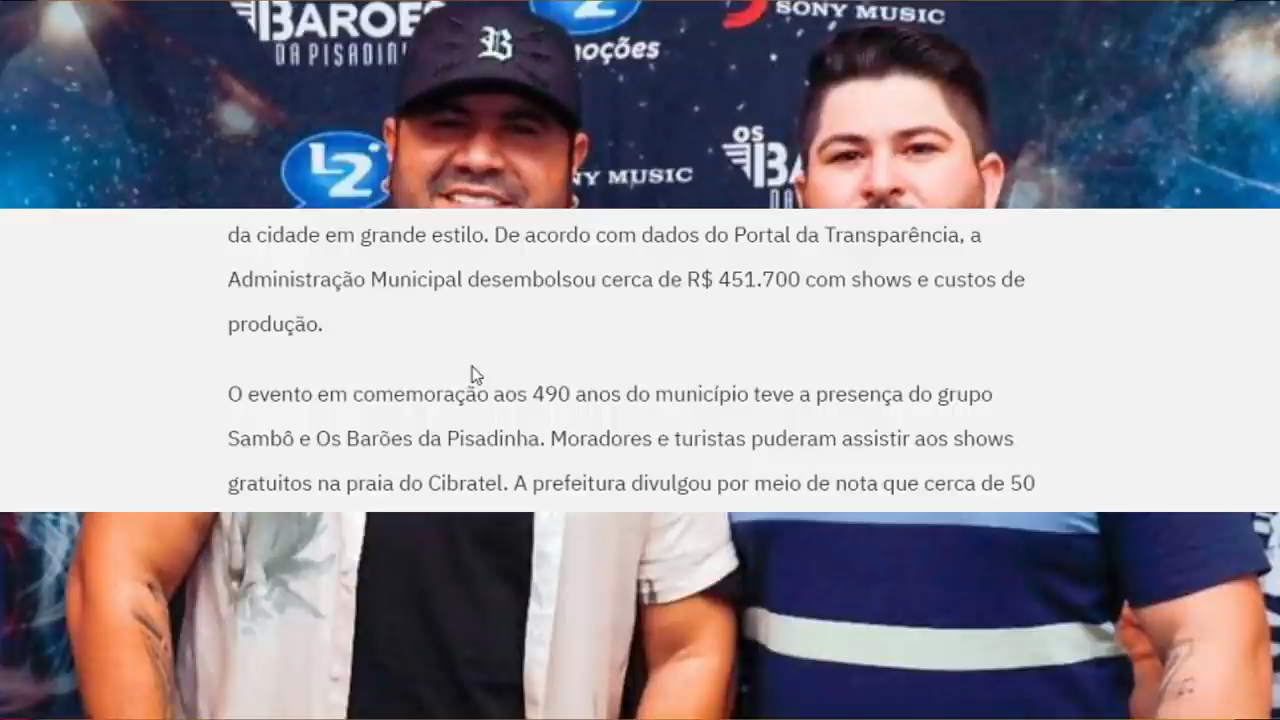 BARÕES
DA PISADIN
L2
moções
SONY MUSIC
B
L2
NY MUSIC
OS
BA
DA
da cidade em grande estilo. De acordo com dados do Portal da Transparência, a
Administração Municipal desembolsou cerca de R$ 451.700 com shows e custos de
produção.
O evento em comemoração aos 490 anos do município teve a presença do grupo
Sambô e Os Barões da Pisadinha. Moradores e turistas puderam assistir aos shows
gratuitos na praia do Cibratel. A prefeitura divulgou por meio de nota que cerca de 50